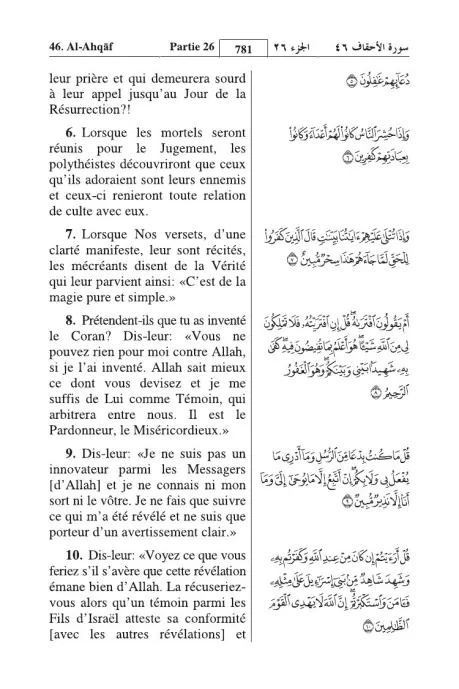 46. Al-Ahqāf Partie 26 781 الجزء ٢٦ سورة الأحقاف ٤٦
leur prière et qui demeurera sourd
à leur appel jusqu'au Jour de la
Résurrection?!
6. Lorsque les mortels seront
réunis pour le Jugement, les
polythéistes découvriront que ceux
qu'ils adoraient sont leurs ennemis
et ceux-ci renieront toute relation
de culte avec eux.
7. Lorsque Nos versets, d'une
clarté manifeste, leur sont récités,
les mécréants disent de la Vérité
qui leur parvient ainsi: «C'est de la
magie pure et simple.»
8. Prétendent-ils que tu as inventé
le Coran? Dis-leur: «Vous ne
pouvez rien pour moi contre Allah,
si je l'ai inventé. Allah sait mieux
ce dont vous devisez et je me
suffis de Lui comme Témoin, qui
arbitrera entre nous. Il est le
Pardonneur, le Miséricordieux.»
9. Dis-leur: «Je ne suis pas un
innovateur parmi les Messagers
[d'Allah] et je ne connais ni mon
sort ni le vôtre. Je ne fais que suivre
ce qui m'a été révélé et ne suis que
porteur d'un avertissement clair.»
10. Dis-leur: «Voyez ce que vous
feriez s'il s'avère que cette révélation
émane bien d'Allah. La récuseriez-
vous alors qu'un témoin parmi les
Fils d'Israël atteste sa conformité
[avec les autres révélations] et
دُعَآئِهِمْ غَٰفِلُونَ ٥
وَإِذَا حُشِرَ ٱلنَّاسُ كَانُوا۟ لَهُمْ أَعْدَآءً وَكَانُوا۟
بِعِبَادَتِهِمْ كَٰفِرِينَ ٦
وَإِذَا تُتْلَىٰ عَلَيْهِمْ ءَايَٰتُنَا بَيِّنَٰتٍ قَالَ ٱلَّذِينَ كَفَرُوا۟
لِلْحَقِّ لَمَّا جَآءَهُمْ هَٰذَا سِحْرٌ مُّبِينٌ ٧
أَمْ يَقُولُونَ ٱفْتَرَىٰهُ ۖ قُلْ إِنِ ٱفْتَرَيْتُهُۥ فَلَا تَمْلِكُونَ
لِى مِنَ ٱللَّهِ شَيْـًٔا ۖ هُوَ أَعْلَمُ بِمَا تُفِيضُونَ فِيهِ ۖ كَفَىٰ
بِهِۦ شَهِيدًۢا بَيْنِى وَبَيْنَكُمْ ۖ وَهُوَ ٱلْغَفُورُ
ٱلرَّحِيمُ ٨
قُلْ مَا كُنتُ بِدْعًا مِّنَ ٱلرُّسُلِ وَمَآ أَدْرِى مَا
يُفْعَلُ بِى وَلَا بِكُمْ ۖ إِنْ أَتَّبِعُ إِلَّا مَا يُوحَىٰٓ إِلَىَّ وَمَآ
أَنَا۠ إِلَّا نَذِيرٌ مُّبِينٌ ٩
قُلْ أَرَءَيْتُمْ إِن كَانَ مِنْ عِندِ ٱللَّهِ وَكَفَرْتُم بِهِۦ
وَشَهِدَ شَاهِدٌ مِّنۢ بَنِىٓ إِسْرَٰٓءِيلَ عَلَىٰ مِثْلِهِۦ
فَـَٔامَنَ وَٱسْتَكْبَرْتُمْ ۖ إِنَّ ٱللَّهَ لَا يَهْدِى ٱلْقَوْمَ
ٱلظَّٰلِمِينَ ١٠